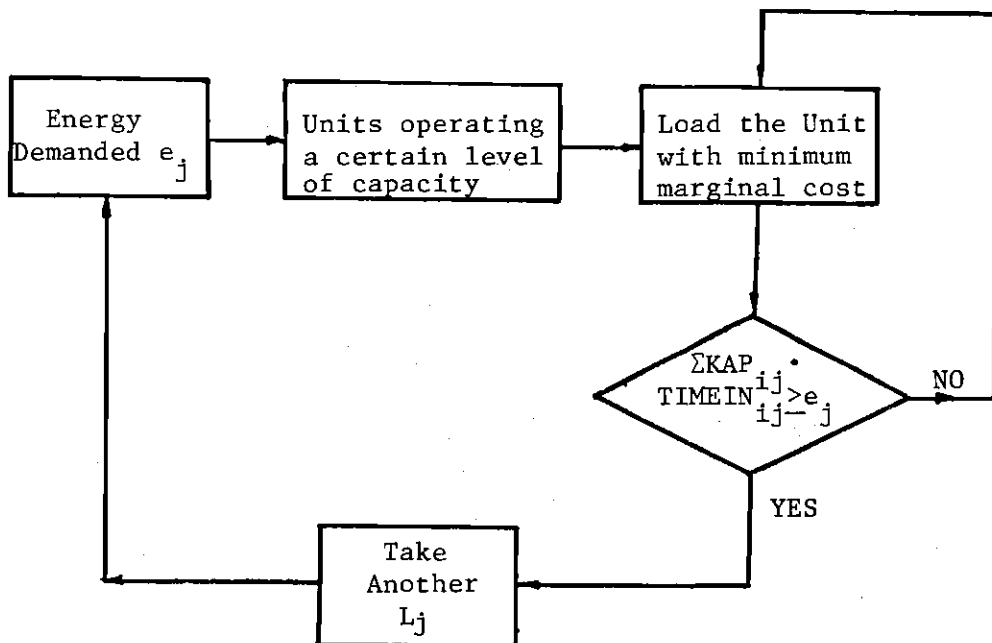 Energy
Demanded e_j
Units operating
a certain level
of capacity
Load the Unit
with minimum
marginal cost
ΣKAP_ij·
TIMEIN_ij≥e_j
NO
YES
Take
Another
L_j